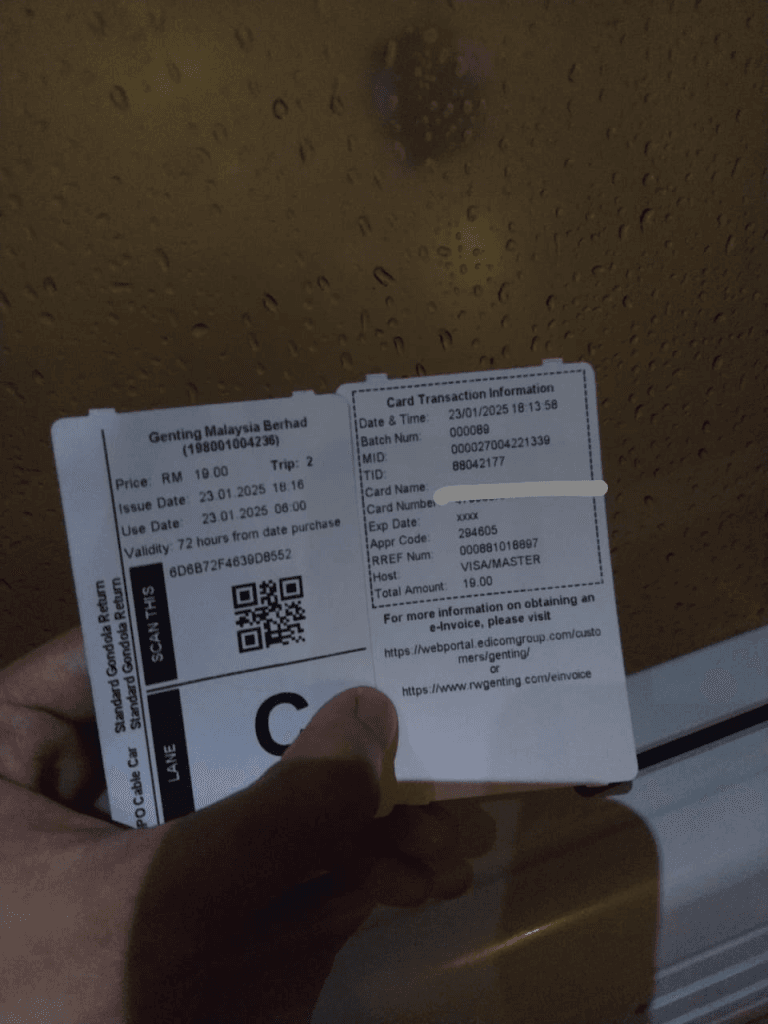 Genting Malaysia Berhad
(198001004236)
Price: RM 19.00 Trip: 2
Issue Date: 23.01.2025 18:16
Use Date: 23.01.2025 06:00
Validity: 72 hours from date purchase
6D6B72F4639D8552
SCAN THIS
LANE
C
Standard Gondola Return
Standard Gondola Return
PO Cable Car
Card Transaction Information
Date & Time: 23/01/2025 18:13:58
Batch Num: 000089
MID: 000027004221339
TID: 88042177
Card Name:
Card Number
Exp Date: xxxx
Appr Code: 294605
RREF Num: 000881018897
Host: VISA/MASTER
Total Amount: 19.00
For more information on obtaining an
e-Invoice, please visit
https://webportal.edicomgroup.com/custo
mers/genting/
or
https://www.rwgenting.com/einvoice